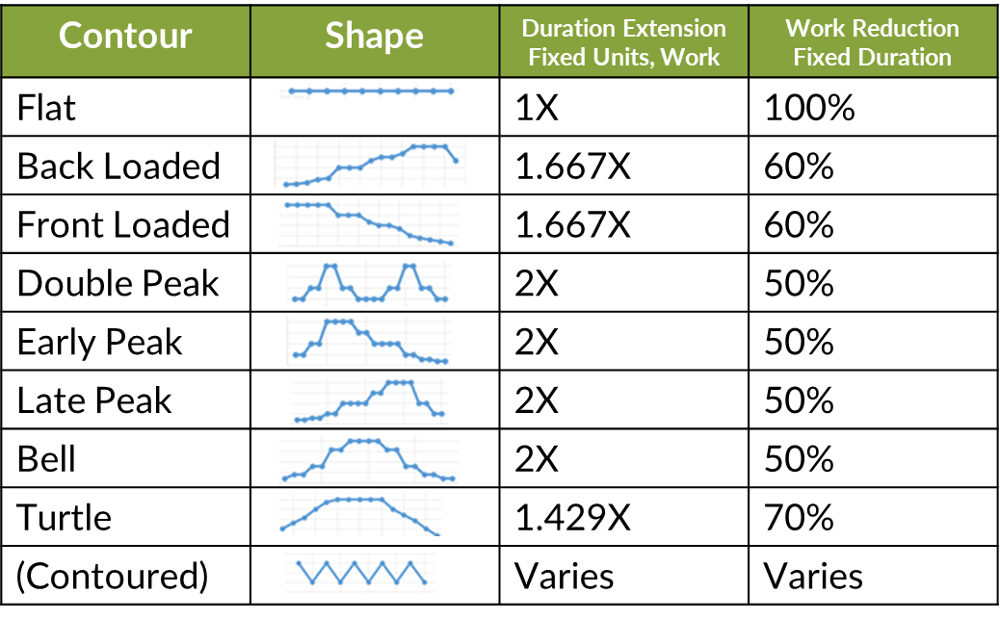 Contour Shape Duration Extension Fixed Units, Work Work Reduction Fixed Duration
Flat 1X 100%
Back Loaded 1.667X 60%
Front Loaded 1.667X 60%
Double Peak 2X 50%
Early Peak 2X 50%
Late Peak 2X 50%
Bell 2X 50%
Turtle 1.429X 70%
(Contoured) Varies Varies